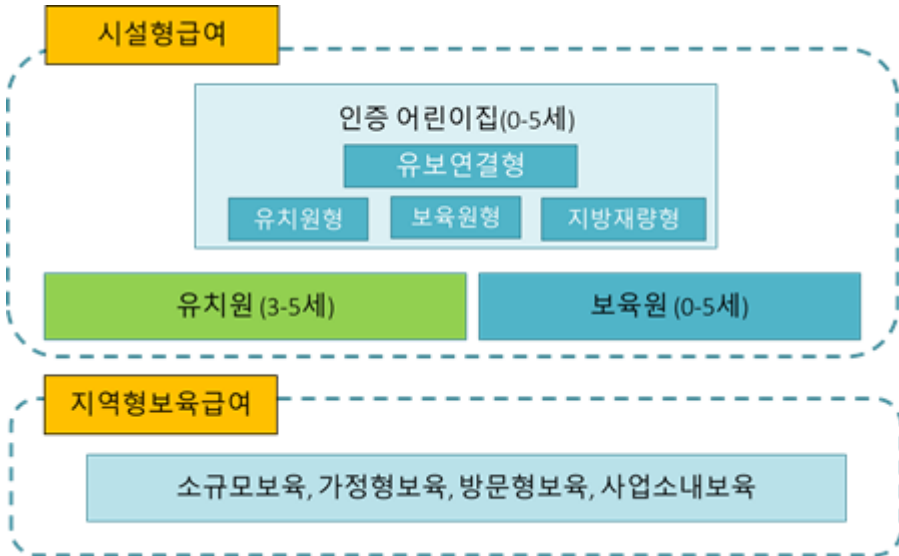 시설형급여
인증 어린이집(0-5세)
유보연결형
유치원형
보육원형
지방재량형
유치원 (3-5세)
보육원 (0-5세)
지역형보육급여
소규모보육, 가정형보육, 방문형보육, 사업소내보육